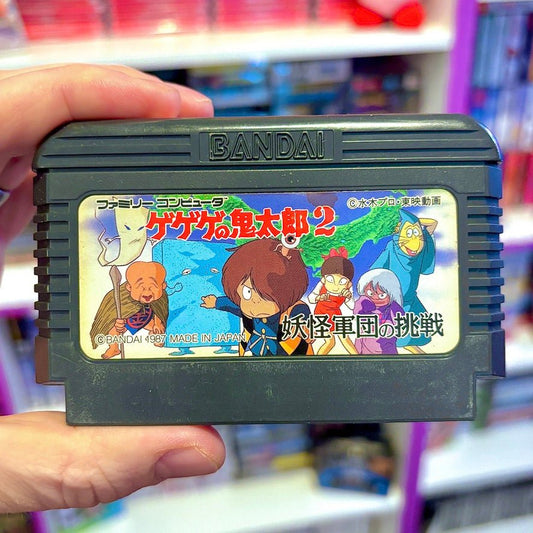 BANDAI
ファミリーコンピュータ
©水木プロ・東映動画
ゲゲゲの鬼太郎2
妖怪軍団の挑戦
©BANDAI 1987 MADE IN JAPAN